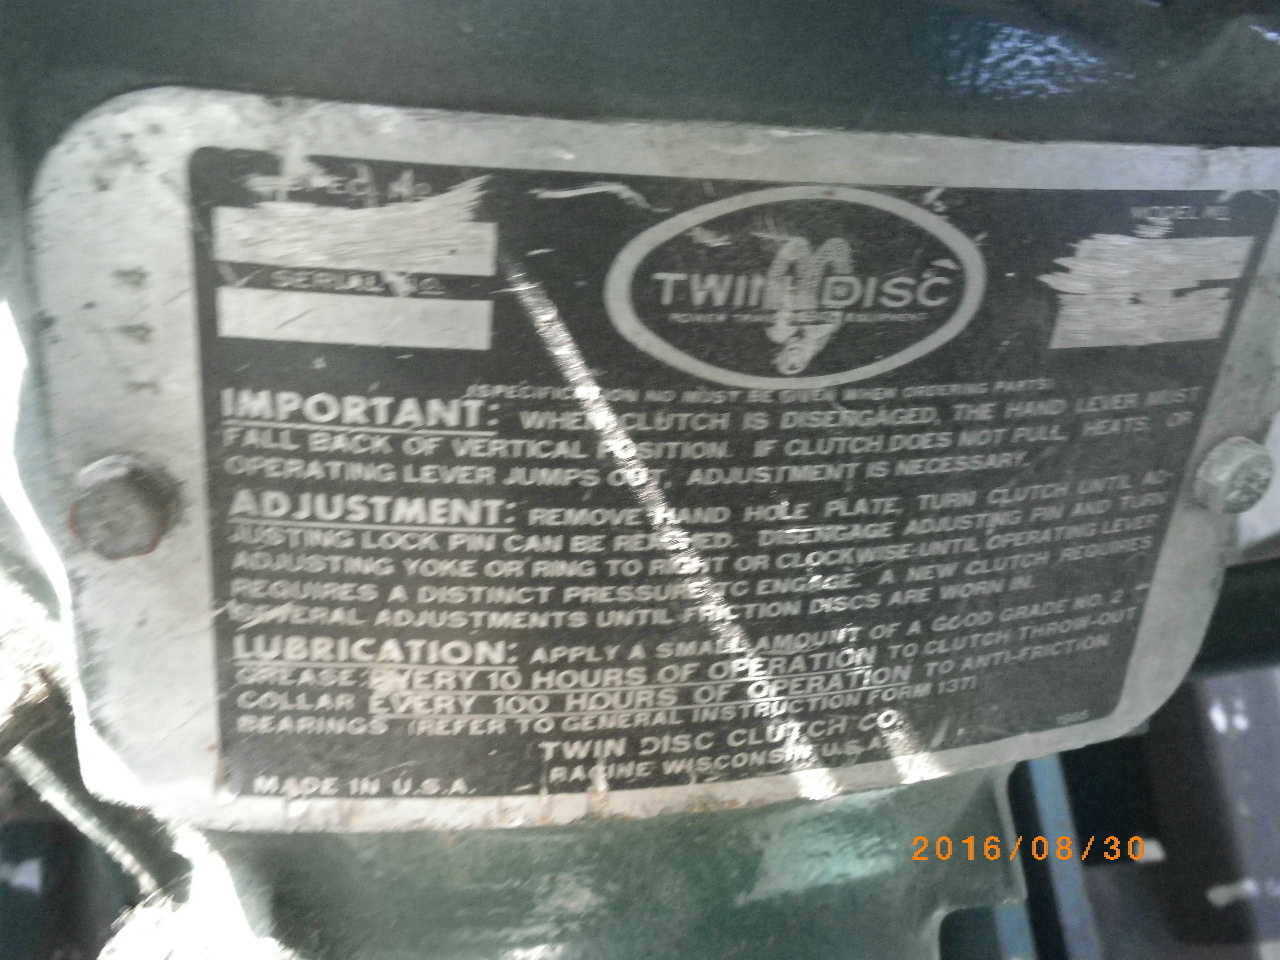 SPEC. No.
MODEL NO.
SERIAL No.
TWIN DISC
(SPECIFICATION NO MUST BE GIVEN WHEN ORDERING PARTS)
IMPORTANT: WHEN CLUTCH IS DISENGAGED, THE HAND LEVER MUST
FALL BACK OF VERTICAL POSITION. IF CLUTCH DOES NOT PULL, HEATS, OR
OPERATING LEVER JUMPS OUT, ADJUSTMENT IS NECESSARY.
ADJUSTMENT: REMOVE HAND HOLE PLATE, TURN CLUTCH UNTIL AD-
JUSTING LOCK PIN CAN BE REACHED. DISENGAGE ADJUSTING PIN AND TURN
ADJUSTING YOKE OR RING TO RIGHT OR CLOCKWISE UNTIL OPERATING LEVER
REQUIRES A DISTINCT PRESSURE TO ENGAGE. A NEW CLUTCH REQUIRES
SEVERAL ADJUSTMENTS UNTIL FRICTION DISCS ARE WORN IN.
LUBRICATION: APPLY A SMALL AMOUNT OF A GOOD GRADE NO. 2
GREASE EVERY 10 HOURS OF OPERATION TO CLUTCH THROW-OUT
COLLAR EVERY 100 HOURS OF OPERATION TO ANTI-FRICTION
BEARINGS (REFER TO GENERAL INSTRUCTION FORM 137)
TWIN DISC CLUTCH CO.
RACINE WISCONSIN U.S.A.
MADE IN U.S.A.
2016/08/30